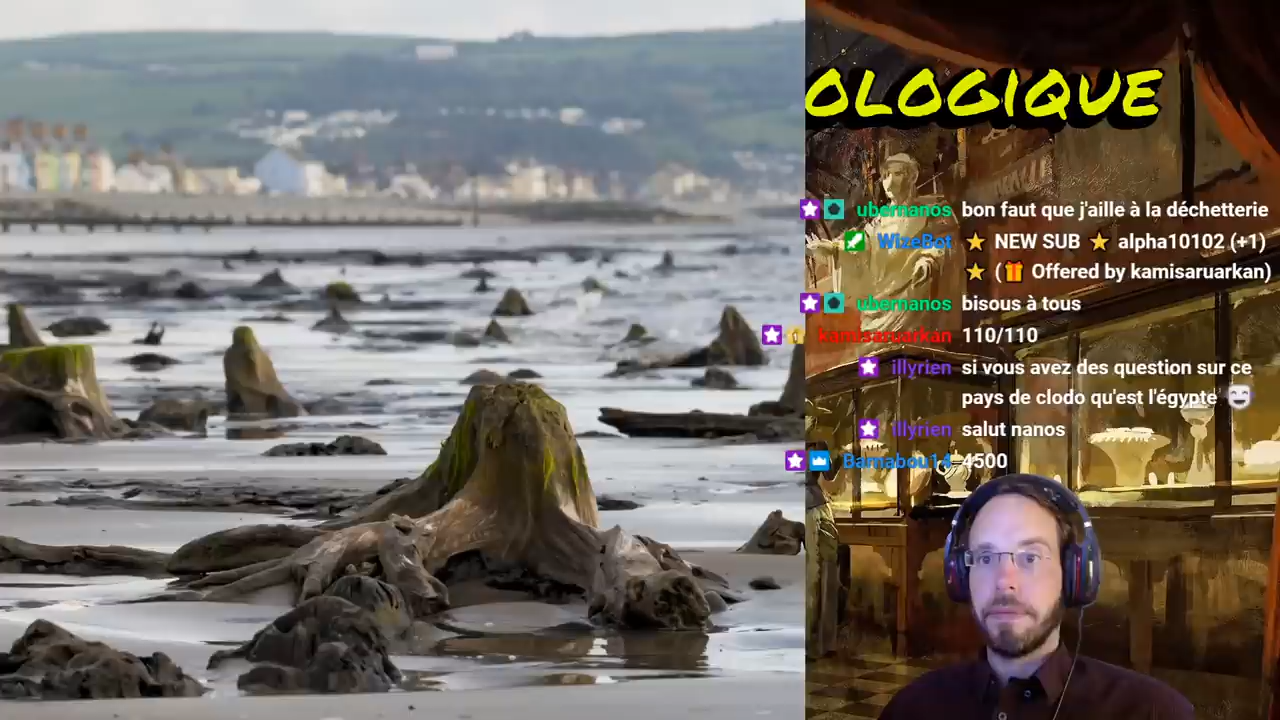 OLOGIQUE
ubernanos bon faut que j'aille à la déchetterie
WizeBot ⭐ NEW SUB ⭐ alpha10102 (+1)
⭐ (🎁 Offered by kamisaruarkan)
ubernanos bisous à tous
kamisaruarkan 110/110
illyrien si vous avez des question sur ce
pays de clodo qu'est l'égypte
illyrien salut nanos
Barnabou14 4500